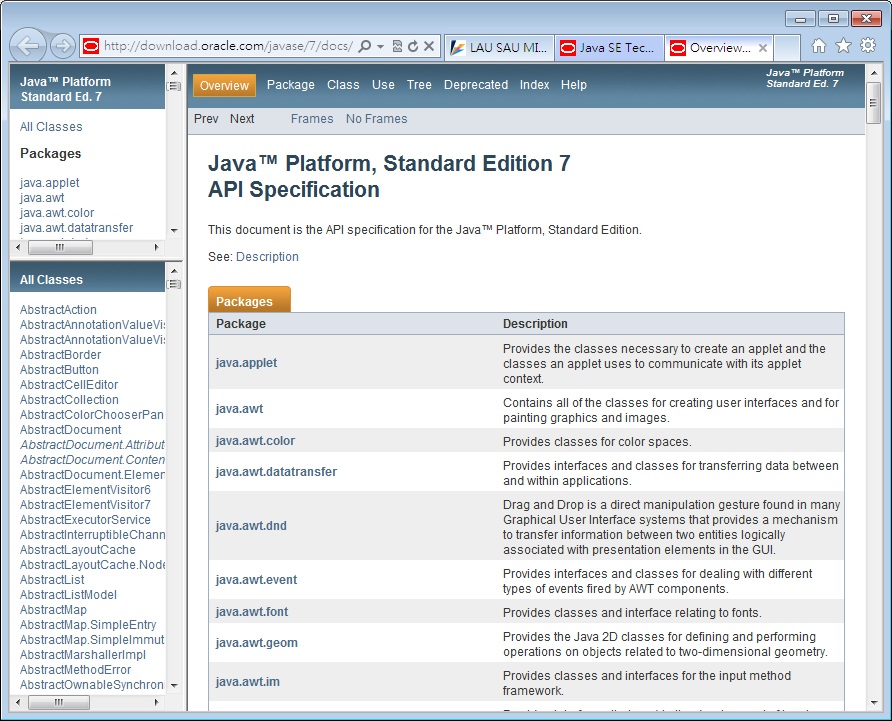 http://download.oracle.com/javase/7/docs/
LAU SAU MI...
Java SE Tec...
Overview...
Java™ Platform
Standard Ed. 7
All Classes
Packages
java.applet
java.awt
java.awt.color
java.awt.datatransfer
All Classes
AbstractAction
AbstractAnnotationValueVis
AbstractAnnotationValueVis
AbstractBorder
AbstractButton
AbstractCellEditor
AbstractCollection
AbstractColorChooserPan
AbstractDocument
AbstractDocument.Attribut
AbstractDocument.Conten
AbstractDocument.Elemen
AbstractElementVisitor6
AbstractElementVisitor7
AbstractExecutorService
AbstractInterruptibleChann
AbstractLayoutCache
AbstractLayoutCache.Node
AbstractList
AbstractListModel
AbstractMap
AbstractMap.SimpleEntry
AbstractMap.SimpleImmut
AbstractMarshallerImpl
AbstractMethodError
AbstractOwnableSynchron
Overview Package Class Use Tree Deprecated Index Help
Java™ Platform
Standard Ed. 7
Prev Next Frames No Frames
Java™ Platform, Standard Edition 7
API Specification
This document is the API specification for the Java™ Platform, Standard Edition.
See: Description
Packages
Package Description
java.applet Provides the classes necessary to create an applet and the
classes an applet uses to communicate with its applet
context.
java.awt Contains all of the classes for creating user interfaces and for
painting graphics and images.
java.awt.color Provides classes for color spaces.
java.awt.datatransfer Provides interfaces and classes for transferring data between
and within applications.
java.awt.dnd Drag and Drop is a direct manipulation gesture found in many
Graphical User Interface systems that provides a mechanism
to transfer information between two entities logically
associated with presentation elements in the GUI.
java.awt.event Provides interfaces and classes for dealing with different
types of events fired by AWT components.
java.awt.font Provides classes and interface relating to fonts.
java.awt.geom Provides the Java 2D classes for defining and performing
operations on objects related to two-dimensional geometry.
java.awt.im Provides classes and interfaces for the input method
framework.